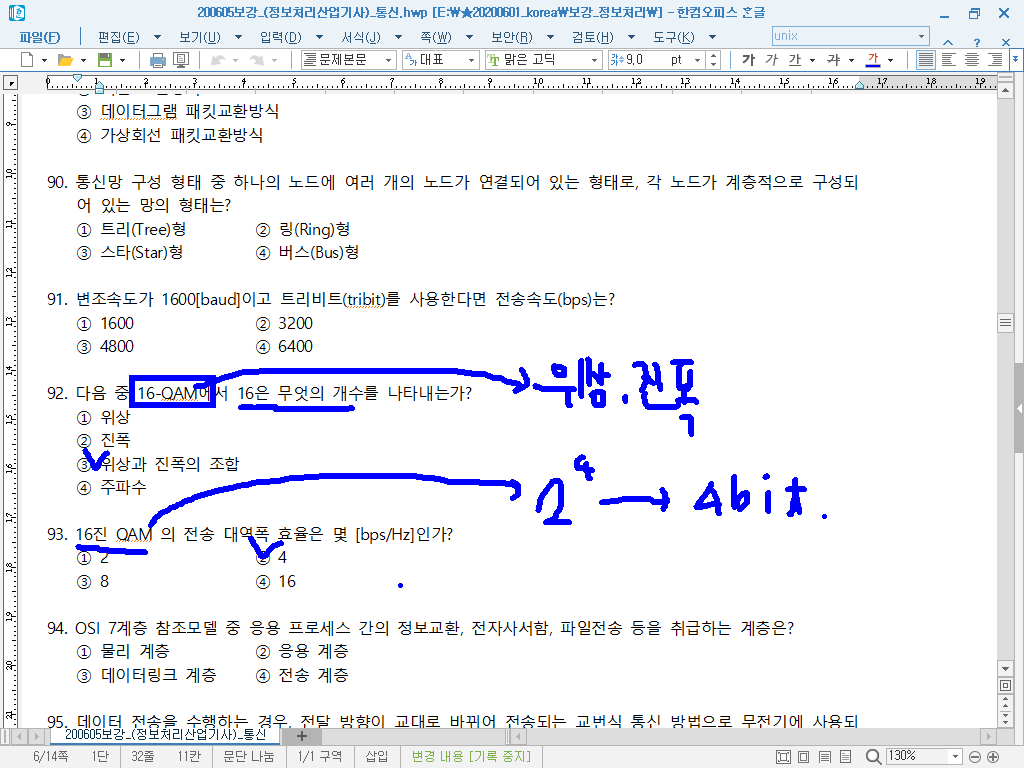 200605보강_(정보처리산업기사)_통신.hwp [E:₩★20200601_korea₩보강_정보처리₩] - 한컴오피스 혼글
파일(F) 편집(E) 보기(U) 입력(D) 서식(J) 쪽(W) 보안(R) 검토(H) 도구(K) unix
문제본문 대표 맑은 고딕 9.0 pt 가 가 가 가 가
③ 데이터그램 패킷교환방식
④ 가상회선 패킷교환방식
90. 통신망 구성 형태 중 하나의 노드에 여러 개의 노드가 연결되어 있는 형태로, 각 노드가 계층적으로 구성되
어 있는 망의 형태는?
① 트리(Tree)형 ② 링(Ring)형
③ 스타(Star)형 ④ 버스(Bus)형
91. 변조속도가 1600[baud]이고 트리비트(tribit)를 사용한다면 전송속도(bps)는?
① 1600 ② 3200
③ 4800 ④ 6400
92. 다음 중 16-QAM에서 16은 무엇의 개수를 나타내는가? 위상, 진폭
① 위상
② 진폭
③ 위상과 진폭의 조합
④ 주파수
2⁴ → 4bit.
93. 16진 QAM 의 전송 대역폭 효율은 몇 [bps/Hz]인가?
① 2 ② 4
③ 8 ④ 16
94. OSI 7계층 참조모델 중 응용 프로세스 간의 정보교환, 전자사서함, 파일전송 등을 취급하는 계층은?
① 물리 계층 ② 응용 계층
③ 데이터링크 계층 ④ 전송 계층
95. 데이터 전송을 수행하는 경우, 전달 방향이 교대로 바뀌어 전송되는 교번식 통신 방법으로 무전기에 사용되
200605보강_(정보처리산업기사)_통신
6/14쪽 1단 32줄 11칸 문단 나눔 1/1 구역 삽입 변경 내용 [기록 중지] 130%